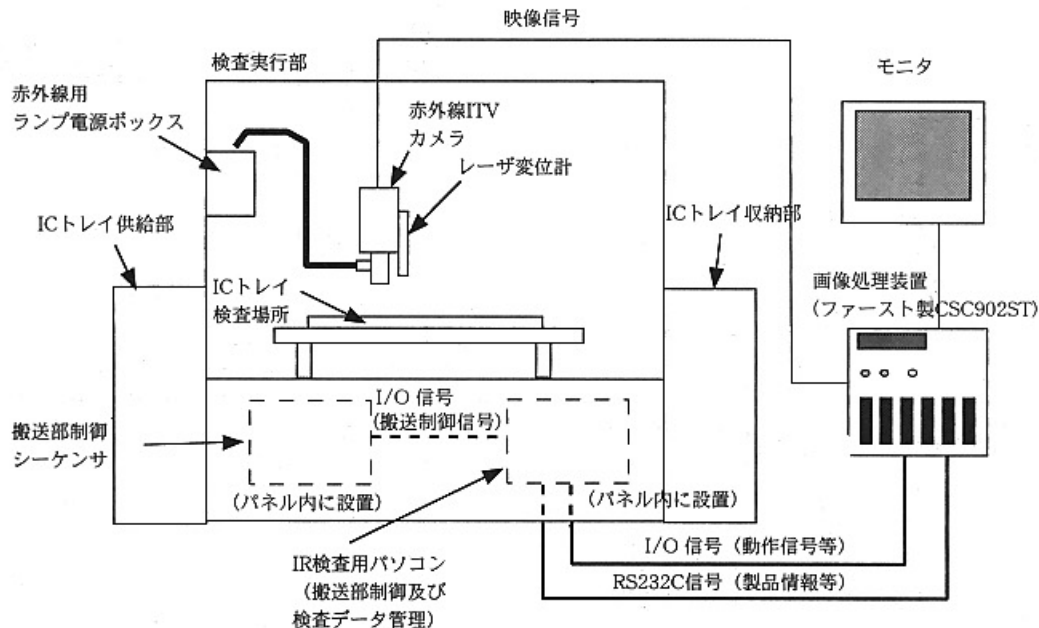 映像信号
検査実行部
モニタ
赤外線用
ランプ電源ボックス
赤外線ITV
カメラ
レーザ変位計
ICトレイ供給部
ICトレイ収納部
ICトレイ
検査場所
画像処理装置
(ファースト製CSC902ST)
I/O 信号
(搬送制御信号)
搬送部制御
シーケンサ
(パネル内に設置)
(パネル内に設置)
IR検査用パソコン
(搬送部制御及び
検査データ管理)
I/O 信号 (動作信号等)
RS232C信号 (製品情報等)